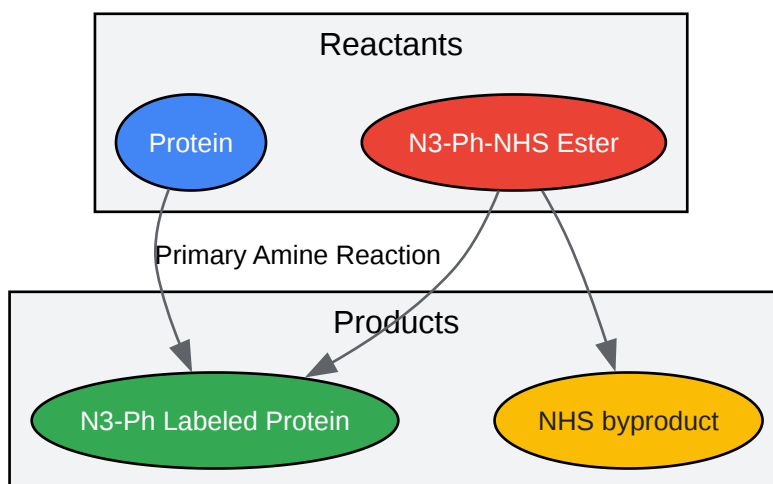 Reactants
Protein
N3-Ph-NHS Ester
Primary Amine Reaction
Products
N3-Ph Labeled Protein
NHS byproduct